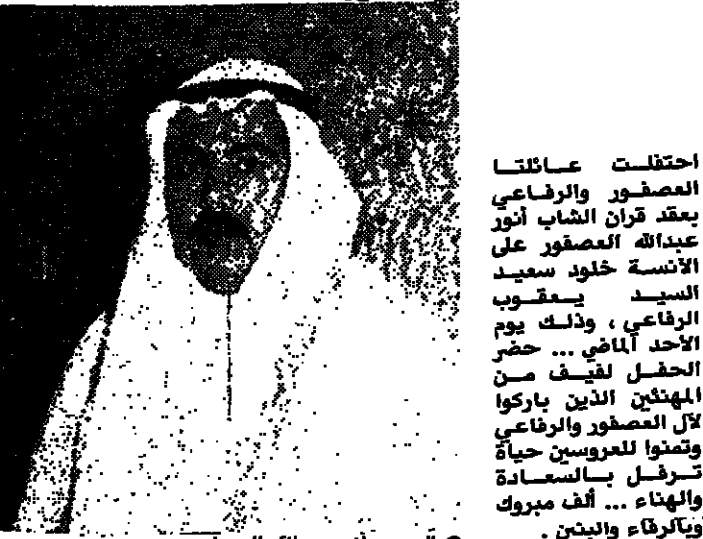 احتفلت عائلتا
العصفور والرفاعي
بعقد قران الشاب أنور
عبدالله العصفور على
الآنسة خلود سعيد
السيد يعقوب
الرفاعي ، وذلك يوم
الأحد الماضي ... حضر
الحفل لفيف من
المهنئين الذين باركوا
لآل العصفور والرفاعي
وتمنوا للعروسين حياة
ترفل بالسعادة
والهناء ... ألف مبروك
وبالرفاء والبنين .